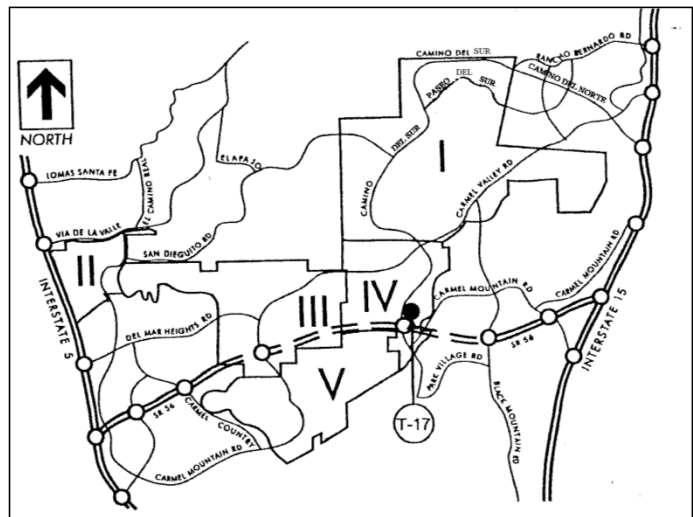 CAMINO DEL SUR
RANCHO BERNARDO RD
PASEO DEL SUR
CAMINO DEL NORTE
NORTH
LOMAS SANTA FE
EL CAMINO REAL
EL APA SO
CAMINO DEL SUR
I
CARMEL VALLEY RD
VIA DE LA VALLE
SAN DIEGUITO RD
II
INTERSTATE 5
III
IV
CARMEL MOUNTAIN RD
CARMEL MOUNTAIN RD
INTERSTATE 15
DEL MAR HEIGHTS RD
SR 56
V
PARK VILLAGE RD
BLACK MOUNTAIN RD
SR 56
CARMEL COUNTRY
T-17
CARMEL MOUNTAIN RD